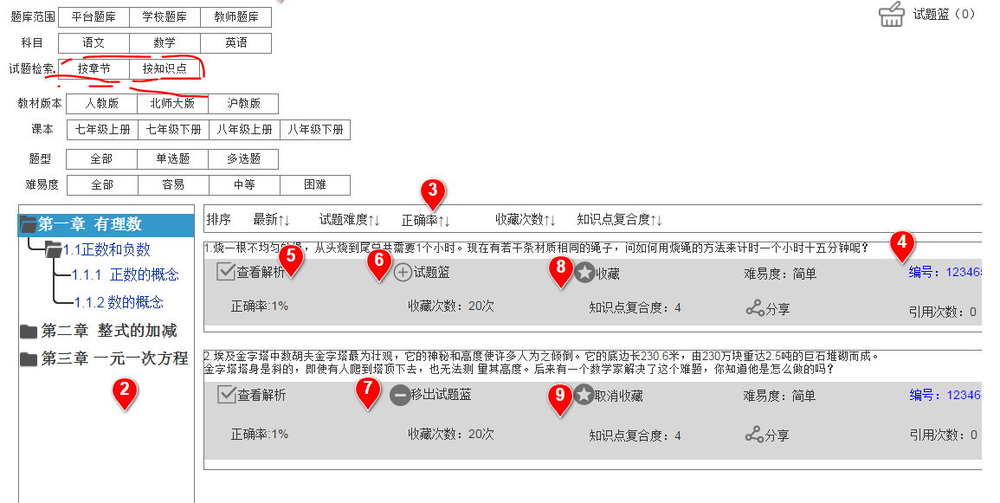 题库范围 平台题库 学校题库 教师题库 试题篮（0）
科目 语文 数学 英语
试题检索 按章节 按知识点
教材版本 人教版 北师大版 沪教版
课本 七年级上册 七年级下册 八年级上册 八年级下册
题型 全部 单选题 多选题
难易度 全部 容易 中等 困难
3
排序 最新↑↓ 试题难度↑↓ 正确率↑↓ 收藏次数↑↓ 知识点复合度↑↓
第一章 有理数
1.1正数和负数
1.1.1 正数的概念
1.1.2 数的概念
第二章 整式的加减
第三章 一元一次方程
2
1.烧一根不均匀的绳，从头烧到尾总共需要1个小时。现在有若干条材质相同的绳子，问如何用烧绳的方法来计时一个小时十五分钟呢？
5 6 8 4
查看解析 试题篮 收藏 难易度：简单 编号：12346
正确率:1% 收藏次数：20次 知识点复合度：4 分享 引用次数：0
2.埃及金字塔中数胡夫金字塔最为壮观，它的神秘和高度使许多人为之倾倒。它的底边长230.6米，由230万块重达2.5吨的巨石堆砌而成。
金字塔塔身是斜的，即使有人爬到塔顶下去，也无法测 量其高度。后来有一个数学家解决了这个难题，你知道他是怎么做的吗？
7 9
查看解析 移出试题蓝 取消收藏 难易度：简单 编号：12346
正确率:1% 收藏次数：20次 知识点复合度：4 分享 引用次数：0